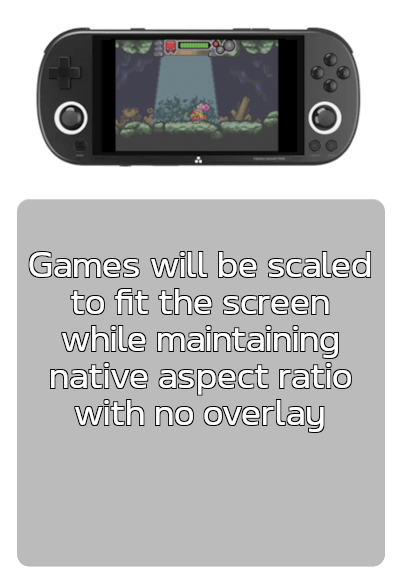 Games will be scaled
to fit the screen
while maintaining
native aspect ratio
with no overlay